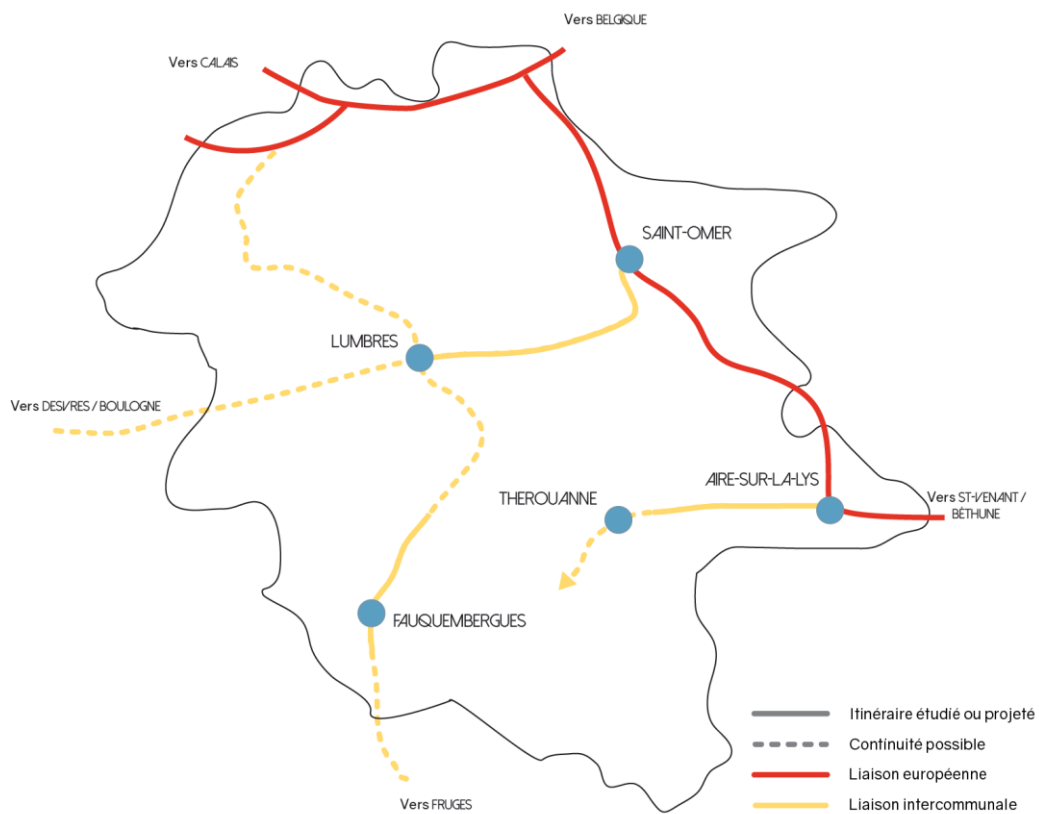 Vers BELGIQUE
Vers CALAIS
SAINT-OMER
LUMBRES
Vers DESVRES / BOULOGNE
AIRE-SUR-LA-LYS
THEROUANNE
Vers ST-VENANT /
BÉTHUNE
FAUQUEMBERGUES
Itinéraire étudié ou projeté
Continuité possible
Liaison européenne
Liaison intercommunale
Vers FRUGES